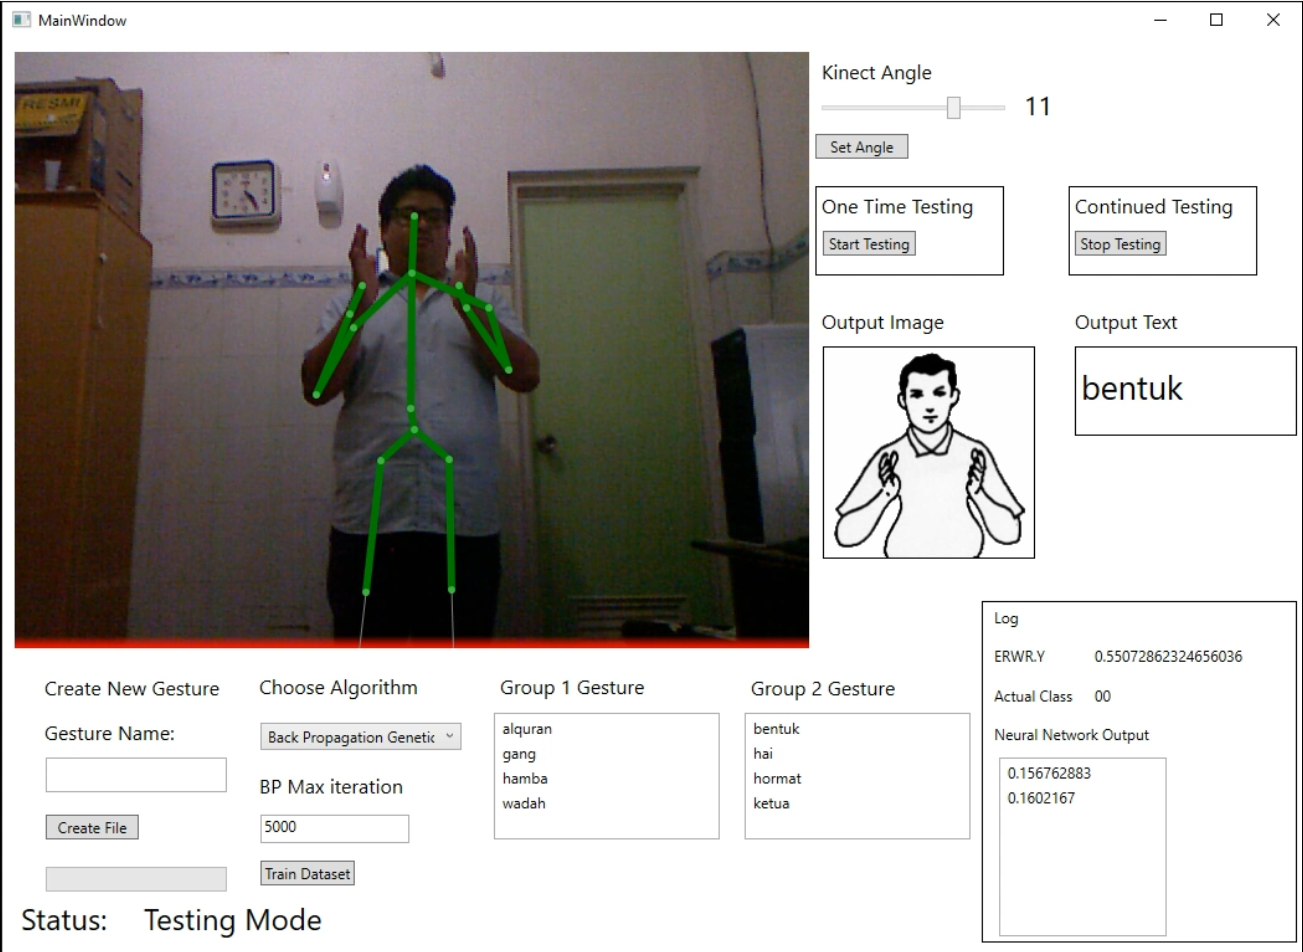 MainWindow
RESMI
Kinect Angle
11
Set Angle
One Time Testing
Start Testing
Continued Testing
Stop Testing
Output Image
Output Text
bentuk
Log
ERWR.Y 0.55072862324656036
Actual Class 00
Neural Network Output
0.156762883
0.1602167
Create New Gesture
Gesture Name:
Create File
Choose Algorithm
Back Propagation Genetic
BP Max iteration
5000
Train Dataset
Group 1 Gesture
alquran
gang
hamba
wadah
Group 2 Gesture
bentuk
hai
hormat
ketua
Status: Testing Mode